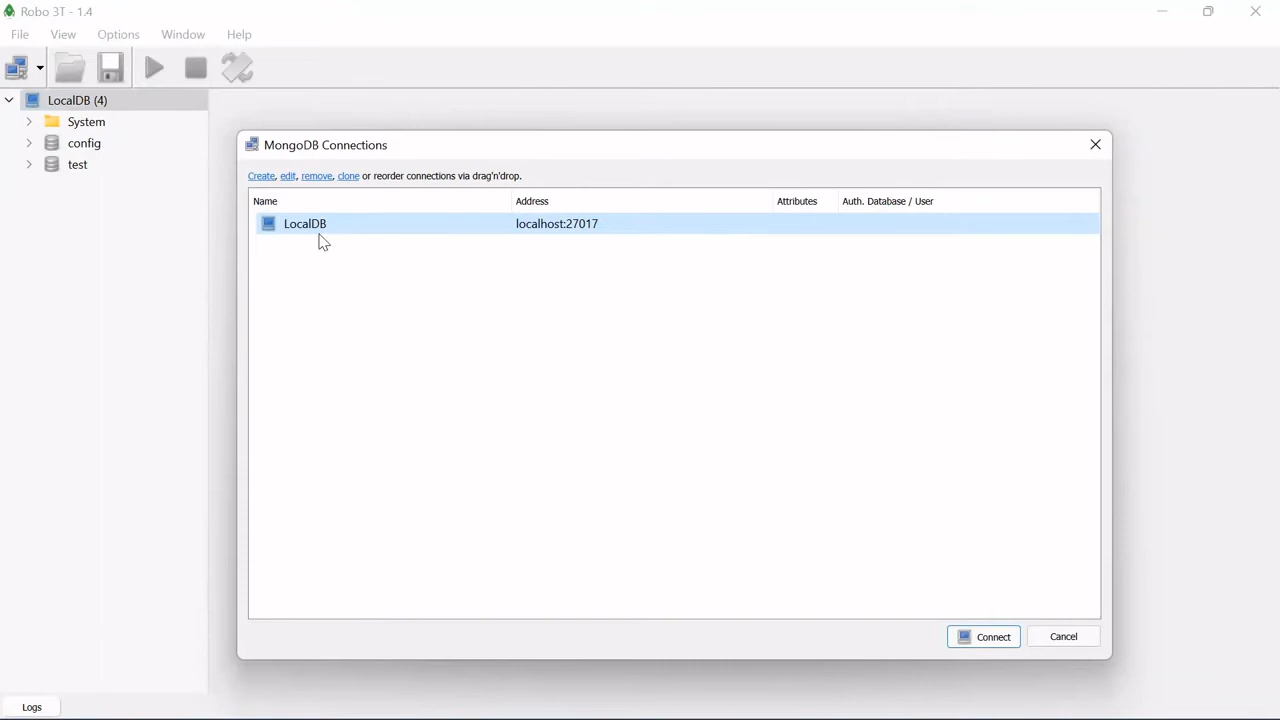 Robo 3T - 1.4
File View Options Window Help
LocalDB (4)
System
config
test
MongoDB Connections
Create, edit, remove, clone or reorder connections via drag'n'drop.
Name Address Attributes Auth. Database / User
LocalDB localhost:27017
Connect Cancel
Logs